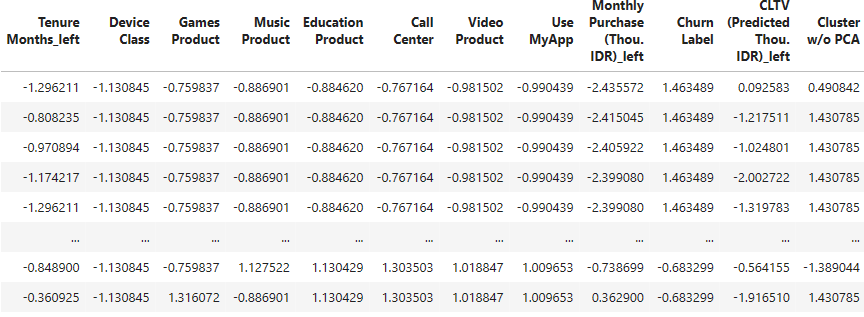 Tenure Months_left Device Class Games Product Music Product Education Product Call Center Video Product Use MyApp Monthly Purchase (Thou. IDR)_left Churn Label CLTV (Predicted Thou. IDR)_left Cluster w/o PCA
-1.296211 -1.130845 -0.759837 -0.886901 -0.884620 -0.767164 -0.981502 -0.990439 -2.435572 1.463489 0.092583 0.490842
-0.808235 -1.130845 -0.759837 -0.886901 -0.884620 -0.767164 -0.981502 -0.990439 -2.415045 1.463489 -1.217511 1.430785
-0.970894 -1.130845 -0.759837 -0.886901 -0.884620 -0.767164 -0.981502 -0.990439 -2.405922 1.463489 -1.024801 1.430785
-1.174217 -1.130845 -0.759837 -0.886901 -0.884620 -0.767164 -0.981502 -0.990439 -2.399080 1.463489 -2.002722 1.430785
-1.296211 -1.130845 -0.759837 -0.886901 -0.884620 -0.767164 -0.981502 -0.990439 -2.399080 1.463489 -1.319783 1.430785
... ... ... ... ... ... ... ... ... ... ... ...
-0.848900 -1.130845 -0.759837 1.127522 1.130429 1.303503 1.018847 1.009653 -0.738699 -0.683299 -0.564155 -1.389044
-0.360925 -1.130845 1.316072 -0.886901 1.130429 1.303503 1.018847 1.009653 0.362900 -0.683299 -1.916510 1.430785